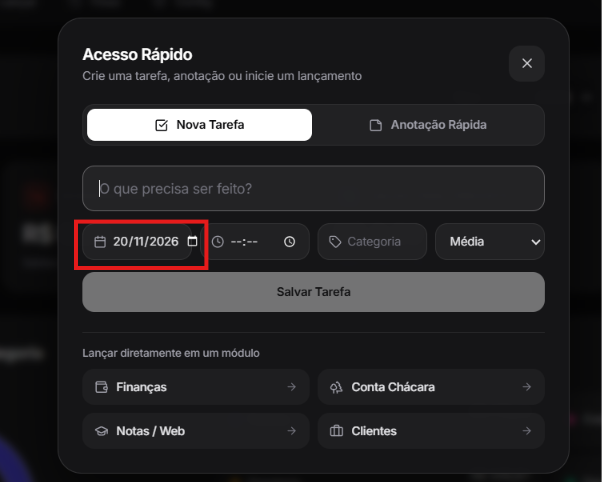 Acesso Rápido
Crie uma tarefa, anotação ou inicie um lançamento
Nova Tarefa
Anotação Rápida
O que precisa ser feito?
20/11/2026
--:--
Categoria
Média
Salvar Tarefa
Lançar diretamente em um módulo
Finanças
Conta Chácara
Notas / Web
Clientes